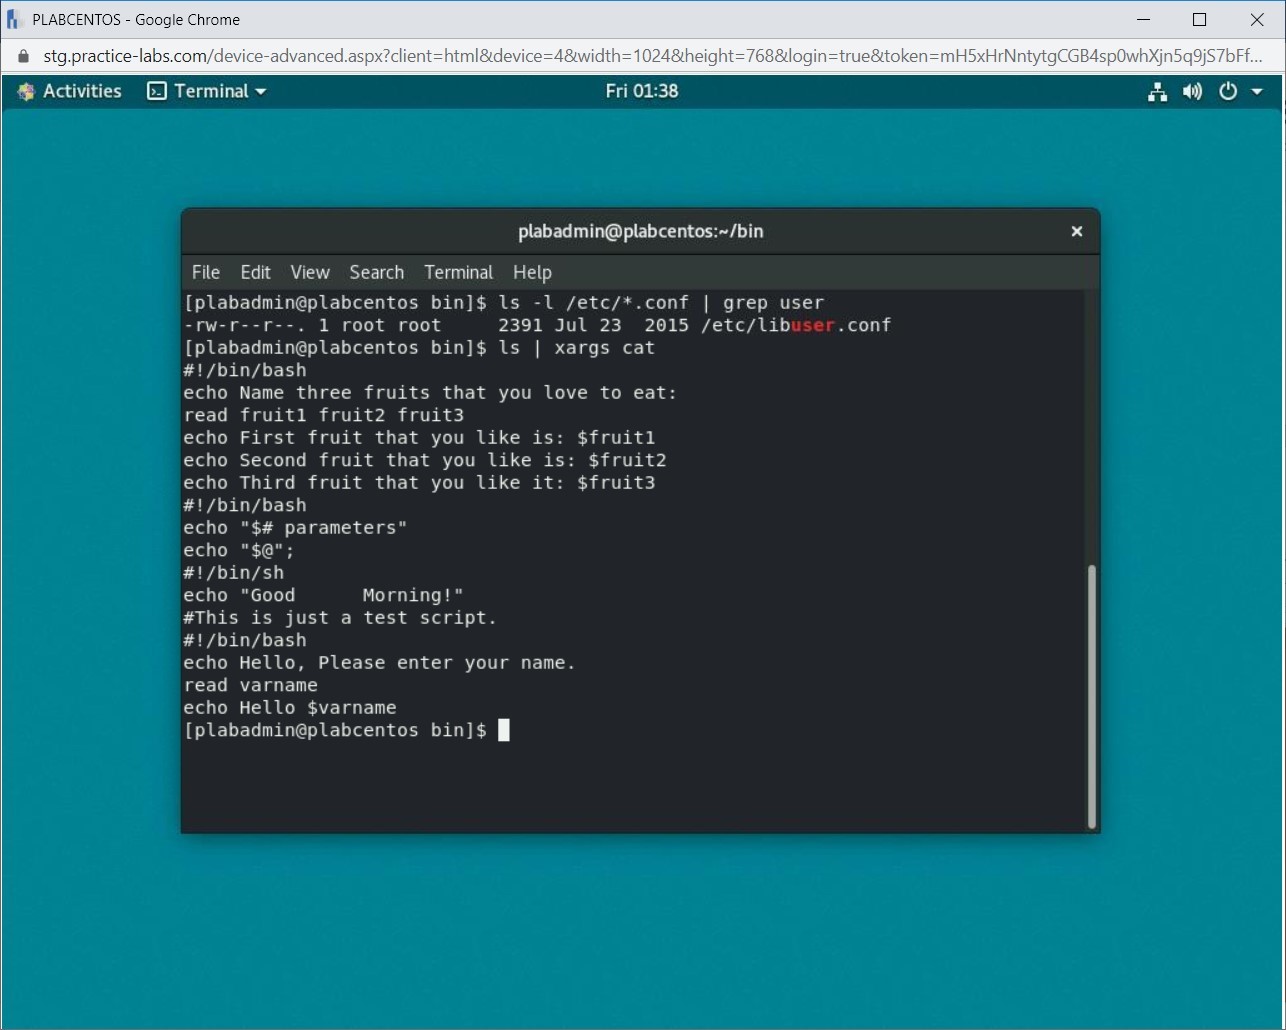 PLABCENTOS - Google Chrome
stg.practice-labs.com/device-advanced.aspx?client=html&device=4&width=1024&height=768&login=true&token=mH5xHrNntytgCGB4sp0whXjn5q9jS7bFf...
Activities Terminal Fri 01:38
plabadmin@plabcentos:~/bin
File Edit View Search Terminal Help
[plabadmin@plabcentos bin]$ ls -l /etc/*.conf | grep user
-rw-r--r--. 1 root root     2391 Jul 23  2015 /etc/libuser.conf
[plabadmin@plabcentos bin]$ ls | xargs cat
#!/bin/bash
echo Name three fruits that you love to eat:
read fruit1 fruit2 fruit3
echo First fruit that you like is: $fruit1
echo Second fruit that you like is: $fruit2
echo Third fruit that you like it: $fruit3
#!/bin/bash
echo "$# parameters"
echo "$@";
#!/bin/sh
echo "Good      Morning!"
#This is just a test script.
#!/bin/bash
echo Hello, Please enter your name.
read varname
echo Hello $varname
[plabadmin@plabcentos bin]$